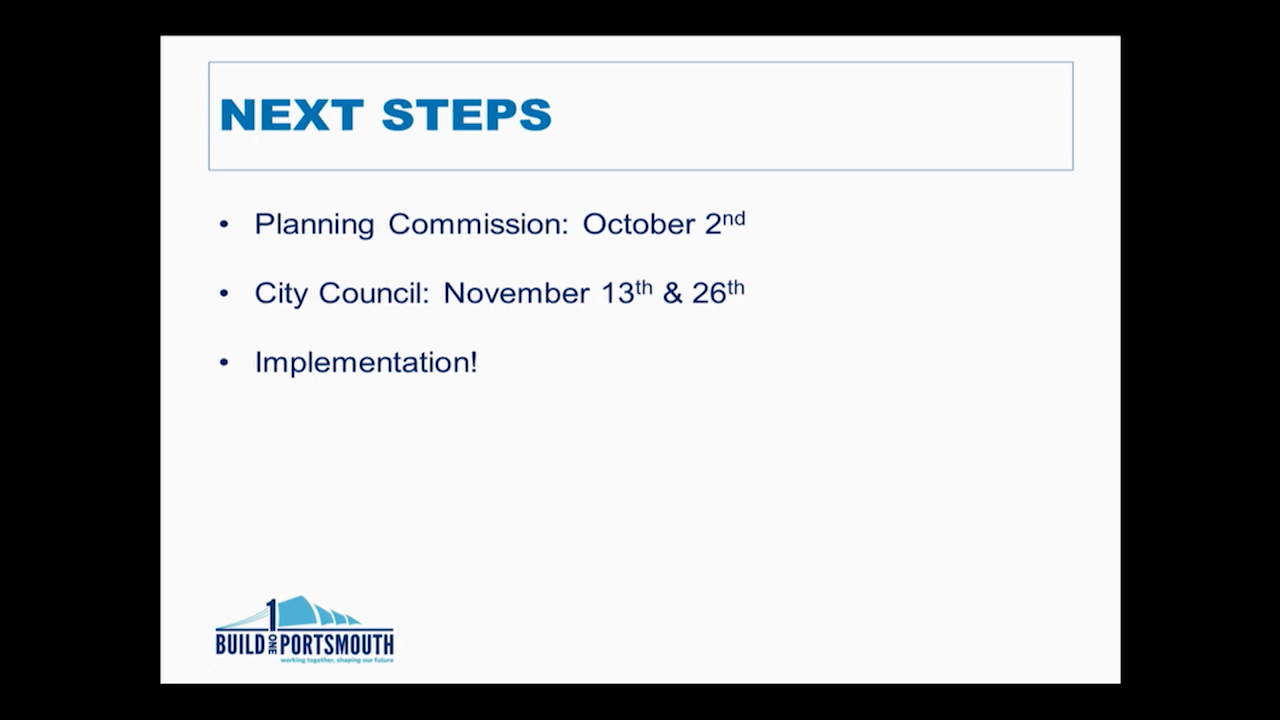 NEXT STEPS
• Planning Commission: October 2nd
• City Council: November 13th & 26th
• Implementation!
1
BUILD ONE PORTSMOUTH
working together, shaping our future